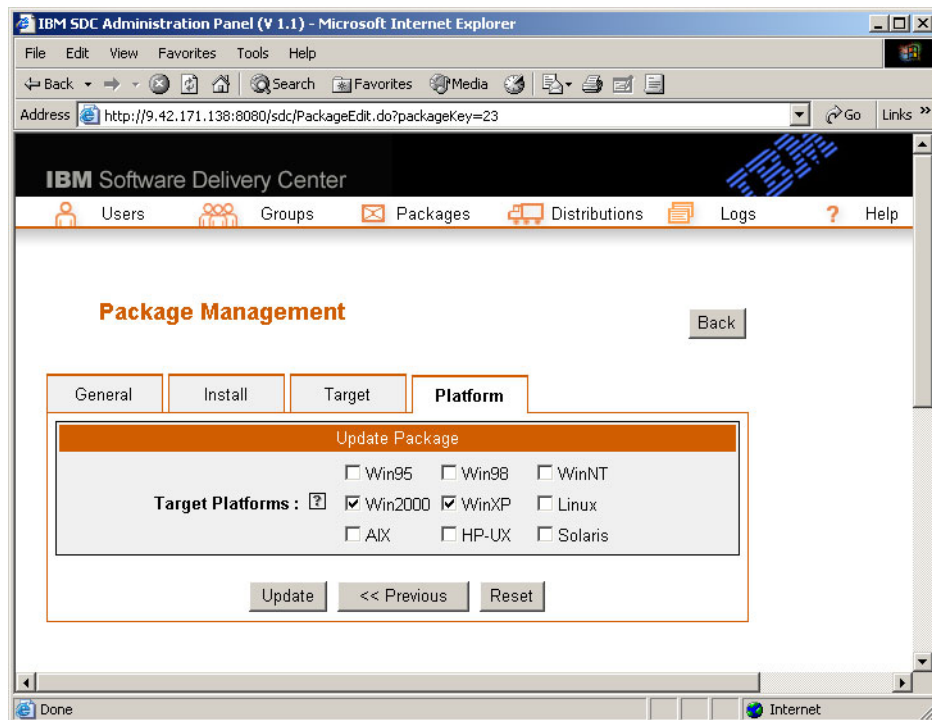 IBM SDC Administration Panel (V 1.1) - Microsoft Internet Explorer
File Edit View Favorites Tools Help
Back Search Favorites Media
Address http://9.42.171.138:8080/sdc/PackageEdit.do?packageKey=23 Go Links »
IBM Software Delivery Center IBM
Users Groups Packages Distributions Logs ? Help
Package Management
Back
General Install Target Platform
Update Package
Win95 Win98 WinNT
Target Platforms : ? Win2000 WinXP Linux
AIX HP-UX Solaris
Update << Previous Reset
Done Internet